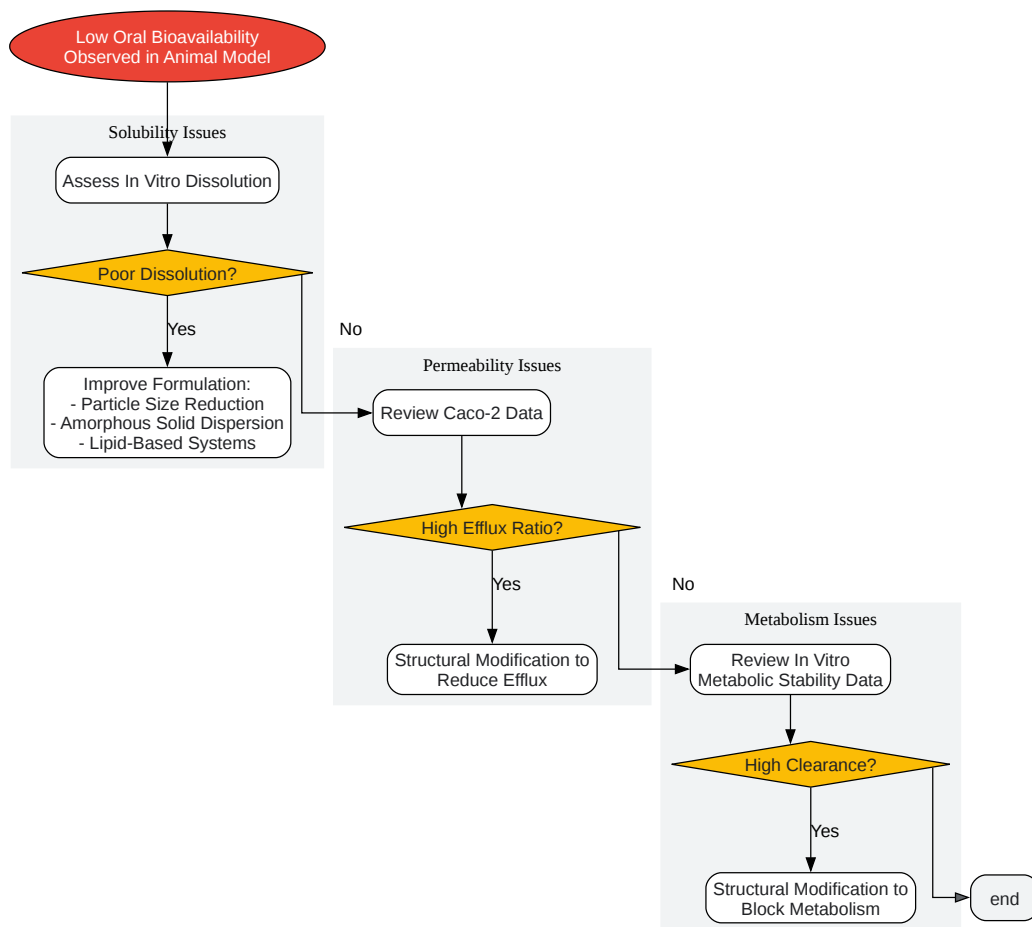 Low Oral Bioavailability
Observed in Animal Model
Solubility Issues
Assess In Vitro Dissolution
Poor Dissolution?
Yes
No
Improve Formulation:
- Particle Size Reduction
- Amorphous Solid Dispersion
- Lipid-Based Systems
Permeability Issues
Review Caco-2 Data
High Efflux Ratio?
Yes
No
Structural Modification to
Reduce Efflux
Metabolism Issues
Review In Vitro
Metabolic Stability Data
High Clearance?
Yes
Structural Modification to
Block Metabolism
end